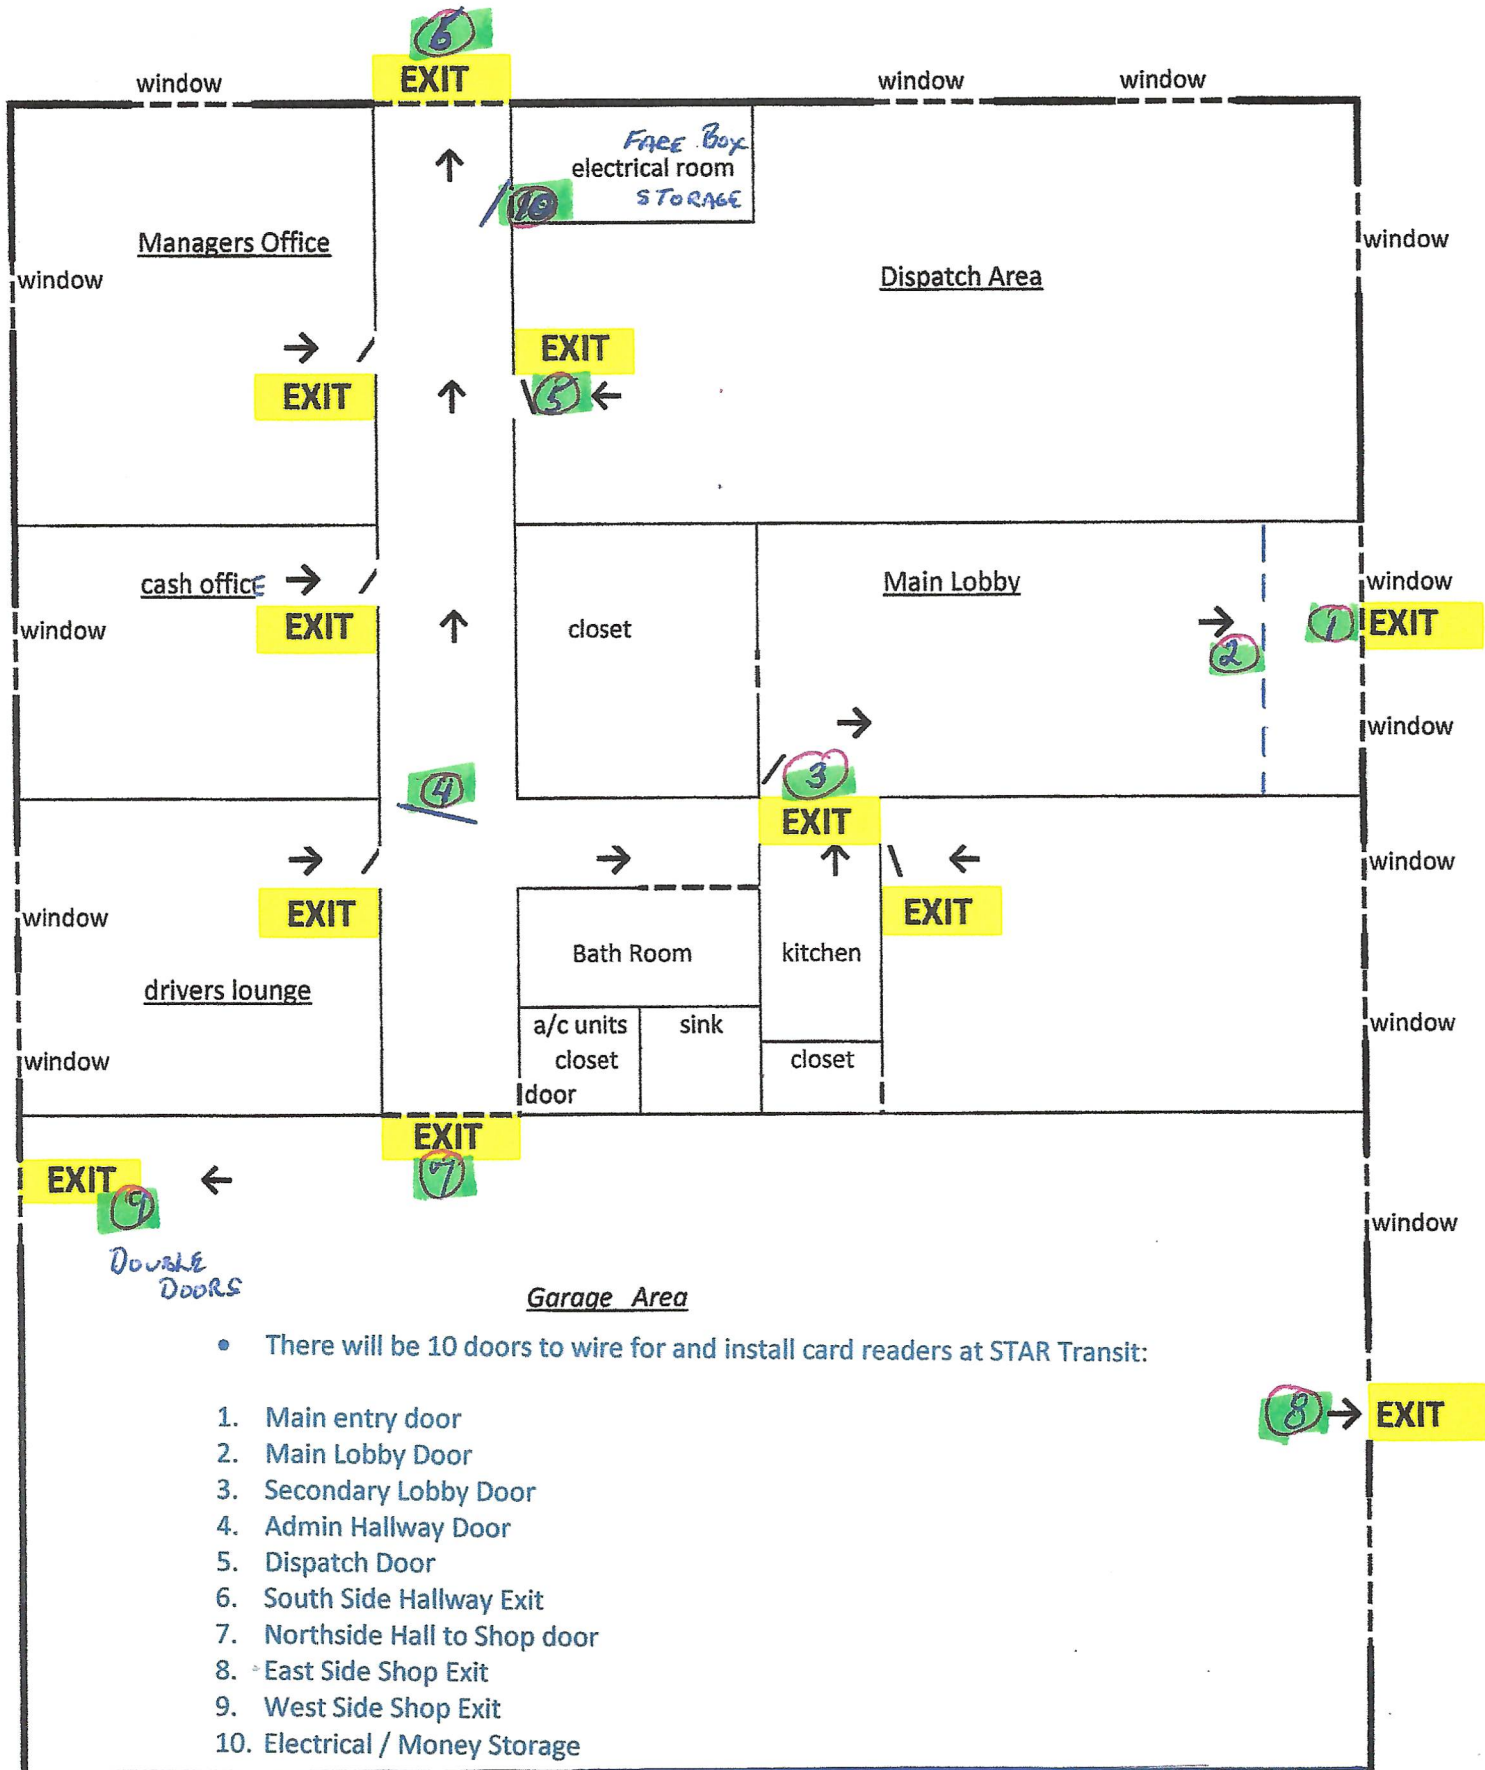 6
EXIT
window
window
window
FARE BOX
electrical room
STORAGE
10
Managers Office
window
window
Dispatch Area
EXIT
EXIT
5
cash officE
EXIT
window
closet
Main Lobby
window
1
EXIT
2
window
4
3
EXIT
window
EXIT
EXIT
window
Bath Room
kitchen
drivers lounge
a/c units
closet
door
sink
closet
window
window
EXIT
7
EXIT
9
DOUBLE
DOORS
window
Garage Area
• There will be 10 doors to wire for and install card readers at STAR Transit:
8
EXIT
1. Main entry door
2. Main Lobby Door
3. Secondary Lobby Door
4. Admin Hallway Door
5. Dispatch Door
6. South Side Hallway Exit
7. Northside Hall to Shop door
8. East Side Shop Exit
9. West Side Shop Exit
10. Electrical / Money Storage